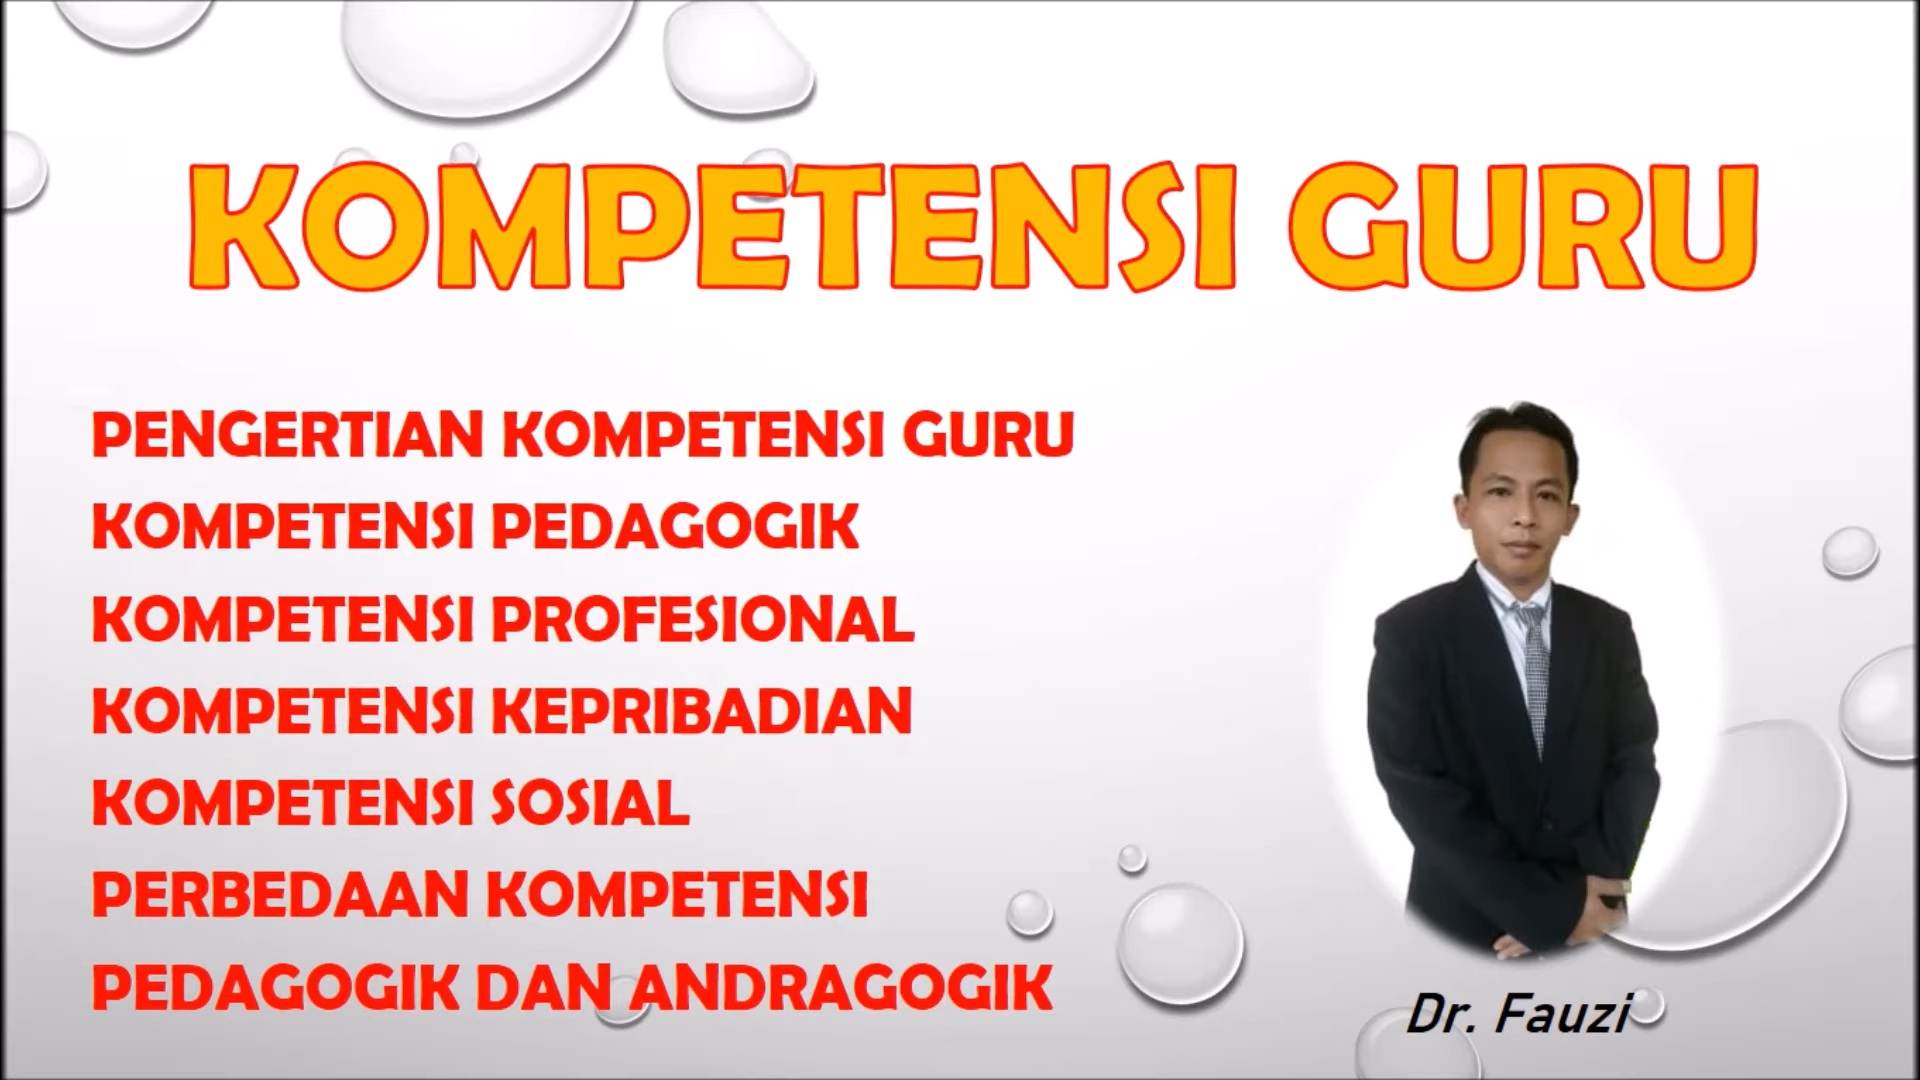 KOMPETENSI GURU
PENGERTIAN KOMPETENSI GURU
KOMPETENSI PEDAGOGIK
KOMPETENSI PROFESIONAL
KOMPETENSI KEPRIBADIAN
KOMPETENSI SOSIAL
PERBEDAAN KOMPETENSI
PEDAGOGIK DAN ANDRAGOGIK
Dr. Fauzi